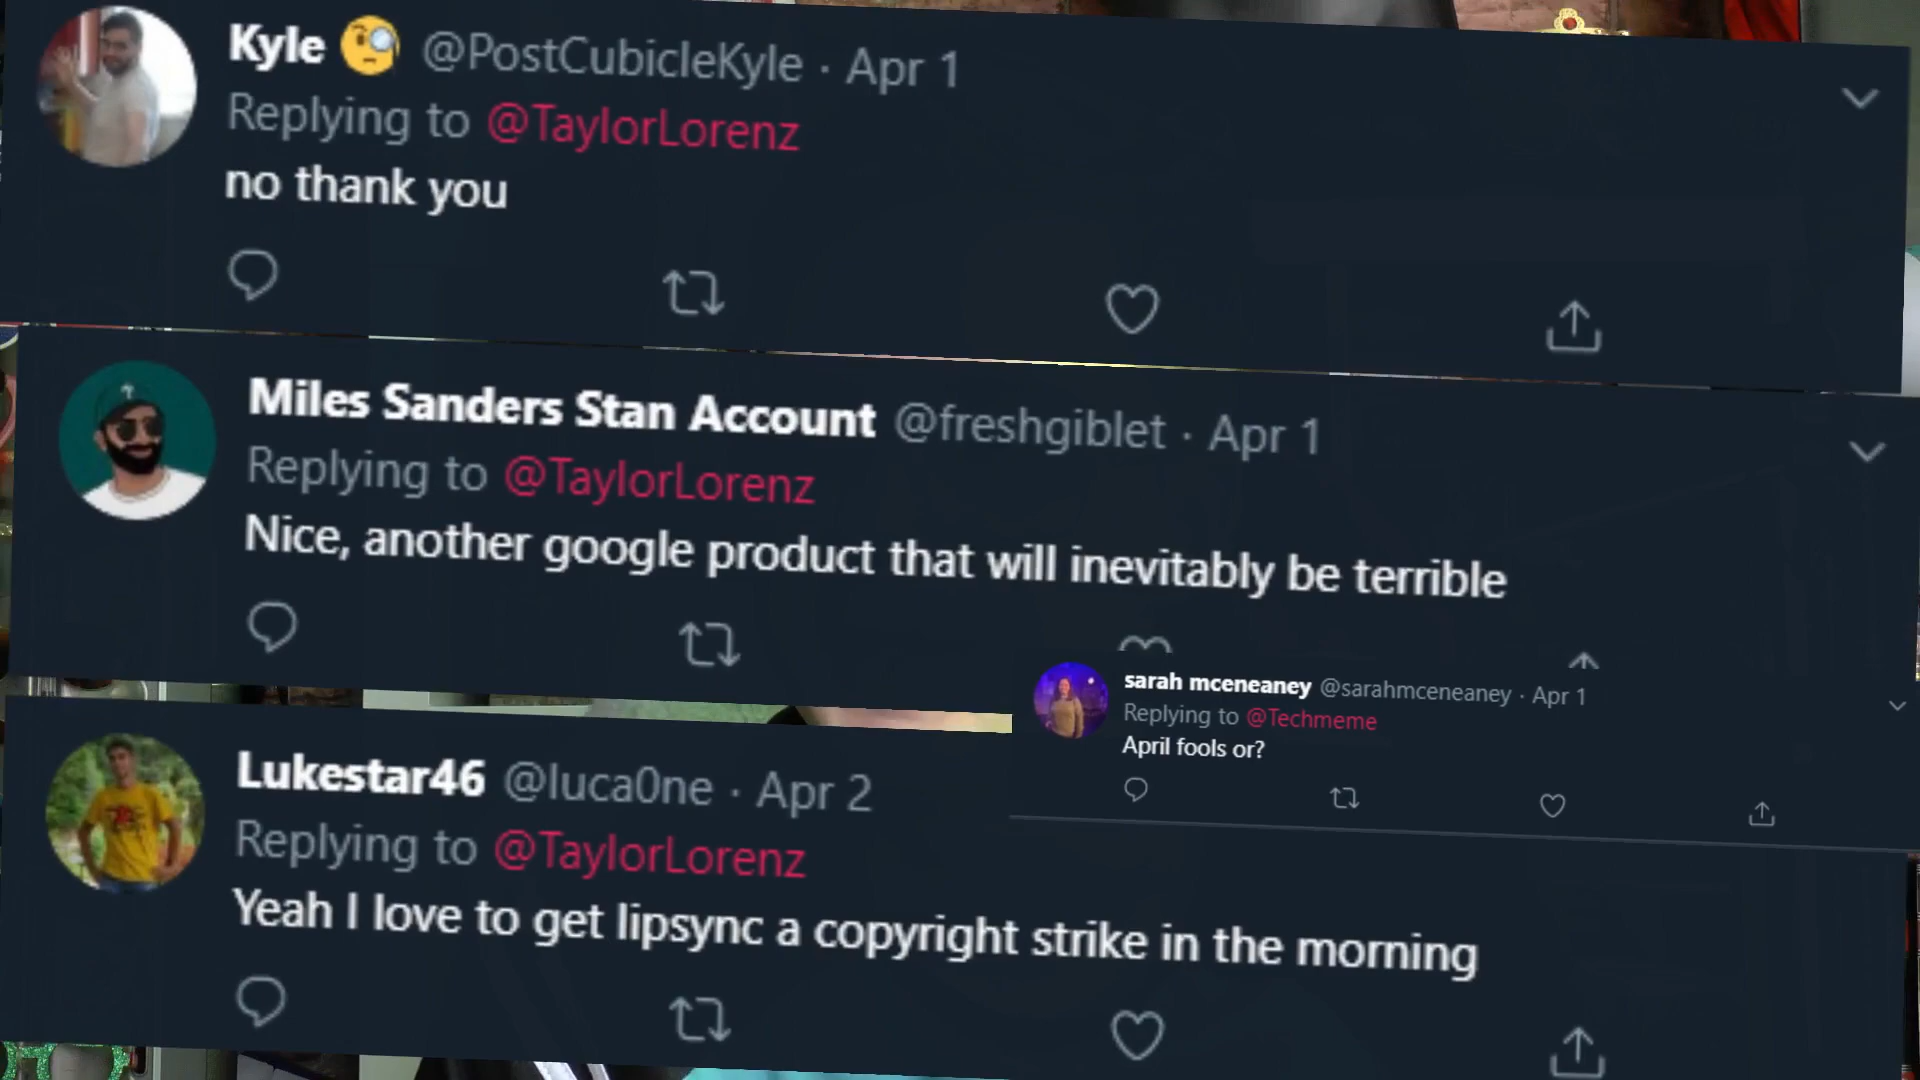 Kyle 🧐 @PostCubicleKyle · Apr 1
Replying to @TaylorLorenz
no thank you
Miles Sanders Stan Account @freshgiblet · Apr 1
Replying to @TaylorLorenz
Nice, another google product that will inevitably be terrible
sarah mceneaney @sarahmceneaney · Apr 1
Replying to @Techmeme
April fools or?
Lukestar46 @luca0ne · Apr 2
Replying to @TaylorLorenz
Yeah I love to get lipsync a copyright strike in the morning